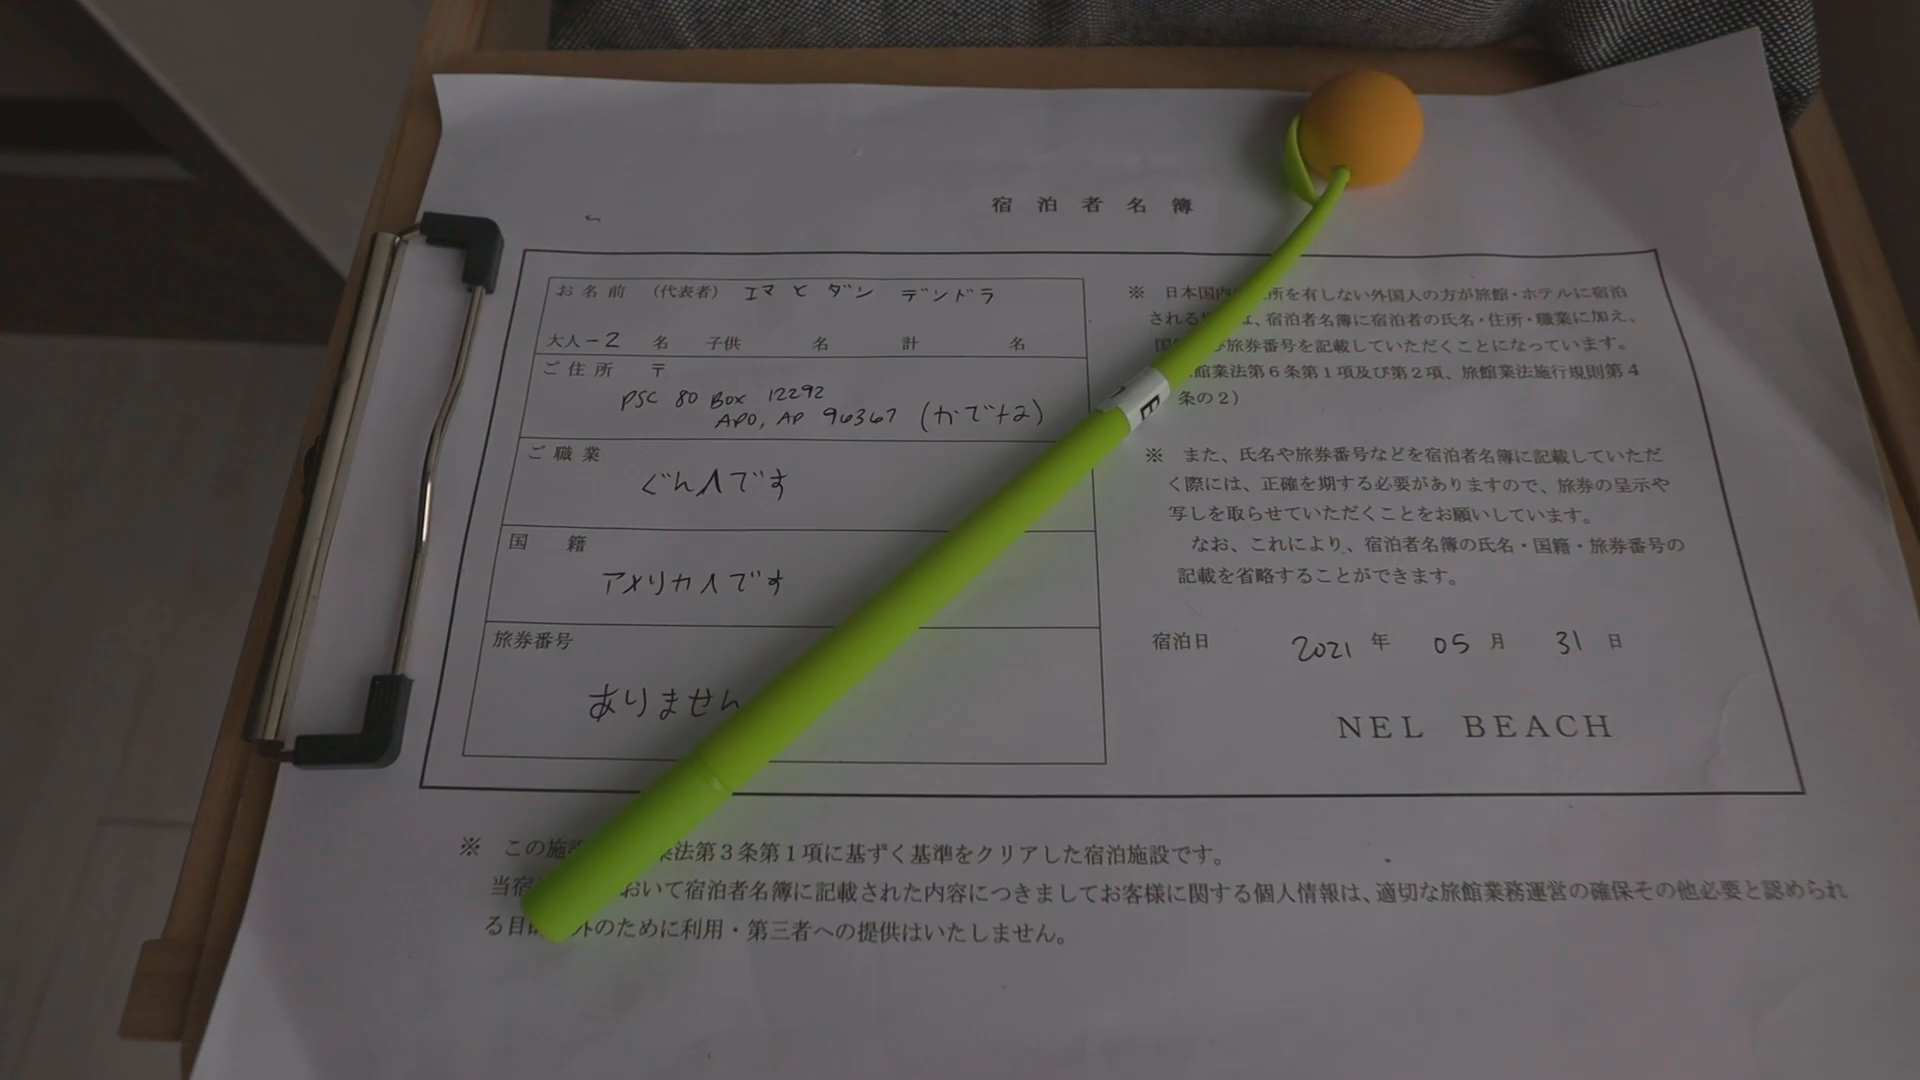 宿泊者名簿
お名前 (代表者) エマ と ダン デンドラ
大人-2 名 子供 名 計 名
ご住所 〒
PSC 80 Box 12292
APO, AP 96367 (かでなな)
ご職業
ぐん人です
国 籍
アメリカ人です
旅券番号
ありません
※ 日本国内 所を有しない外国人の方が旅館・ホテルに宿泊
される は、宿泊者名簿に宿泊者の氏名・住所・職業に加え、
国 び旅券番号を記載していただくことになっています。
館業法第6条第1項及び第2項、旅館業法施行規則第4
条の2)
※ また、氏名や旅券番号などを宿泊者名簿に記載していただ
く際には、正確を期する必要がありますので、旅券の呈示や
写しを取らせていただくことをお願いしています。
なお、これにより、宿泊者名簿の氏名・国籍・旅券番号の
記載を省略することができます。
宿泊日 2021 年 05 月 31 日
NEL BEACH
※ この施 業法第3条第1項に基ずく基準をクリアした宿泊施設です。
当宿 おいて宿泊者名簿に記載された内容につきましてお客様に関する個人情報は、適切な旅館業務運営の確保その他必要と認められ
る目 外のために利用・第三者への提供はいたしません。